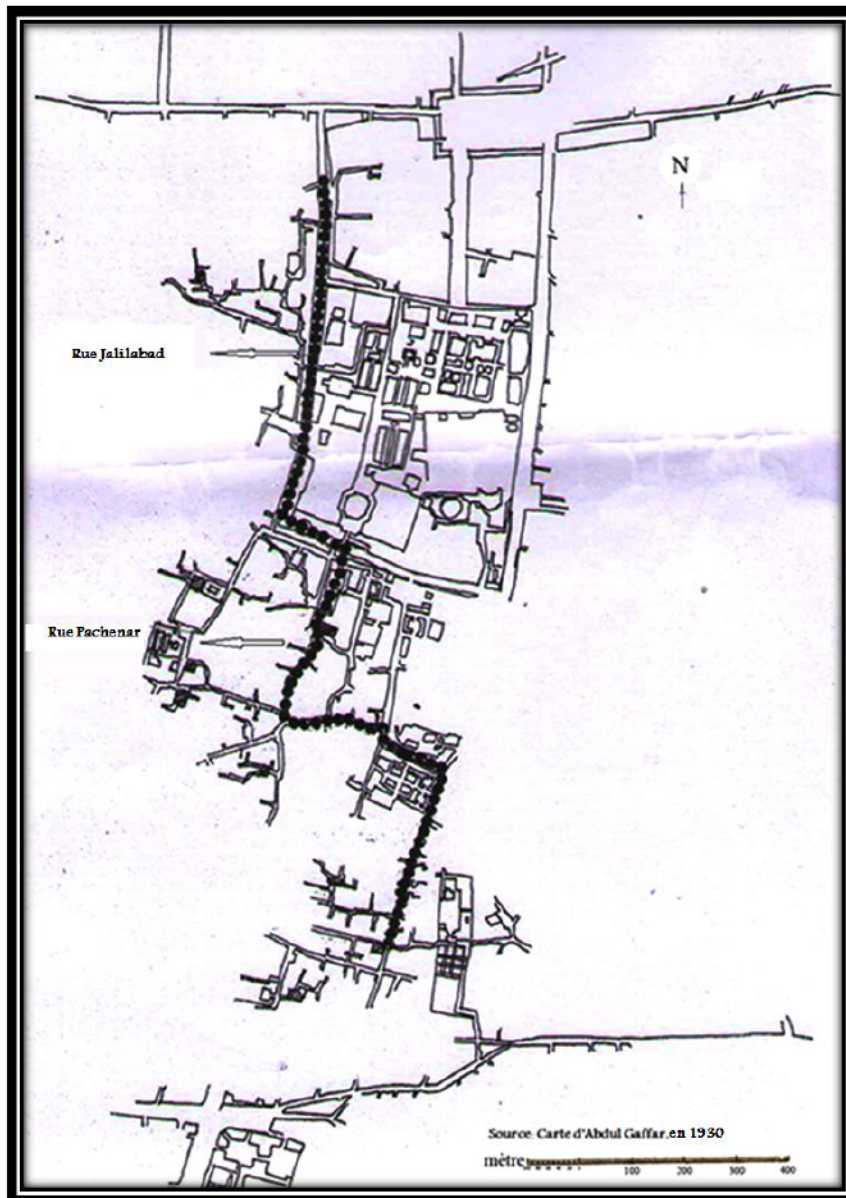 N
Rue Jalilabad
Rue Pachenar
Source: Carte d'Abdul Gaffar, en 1930
mètre
100 200 300 400